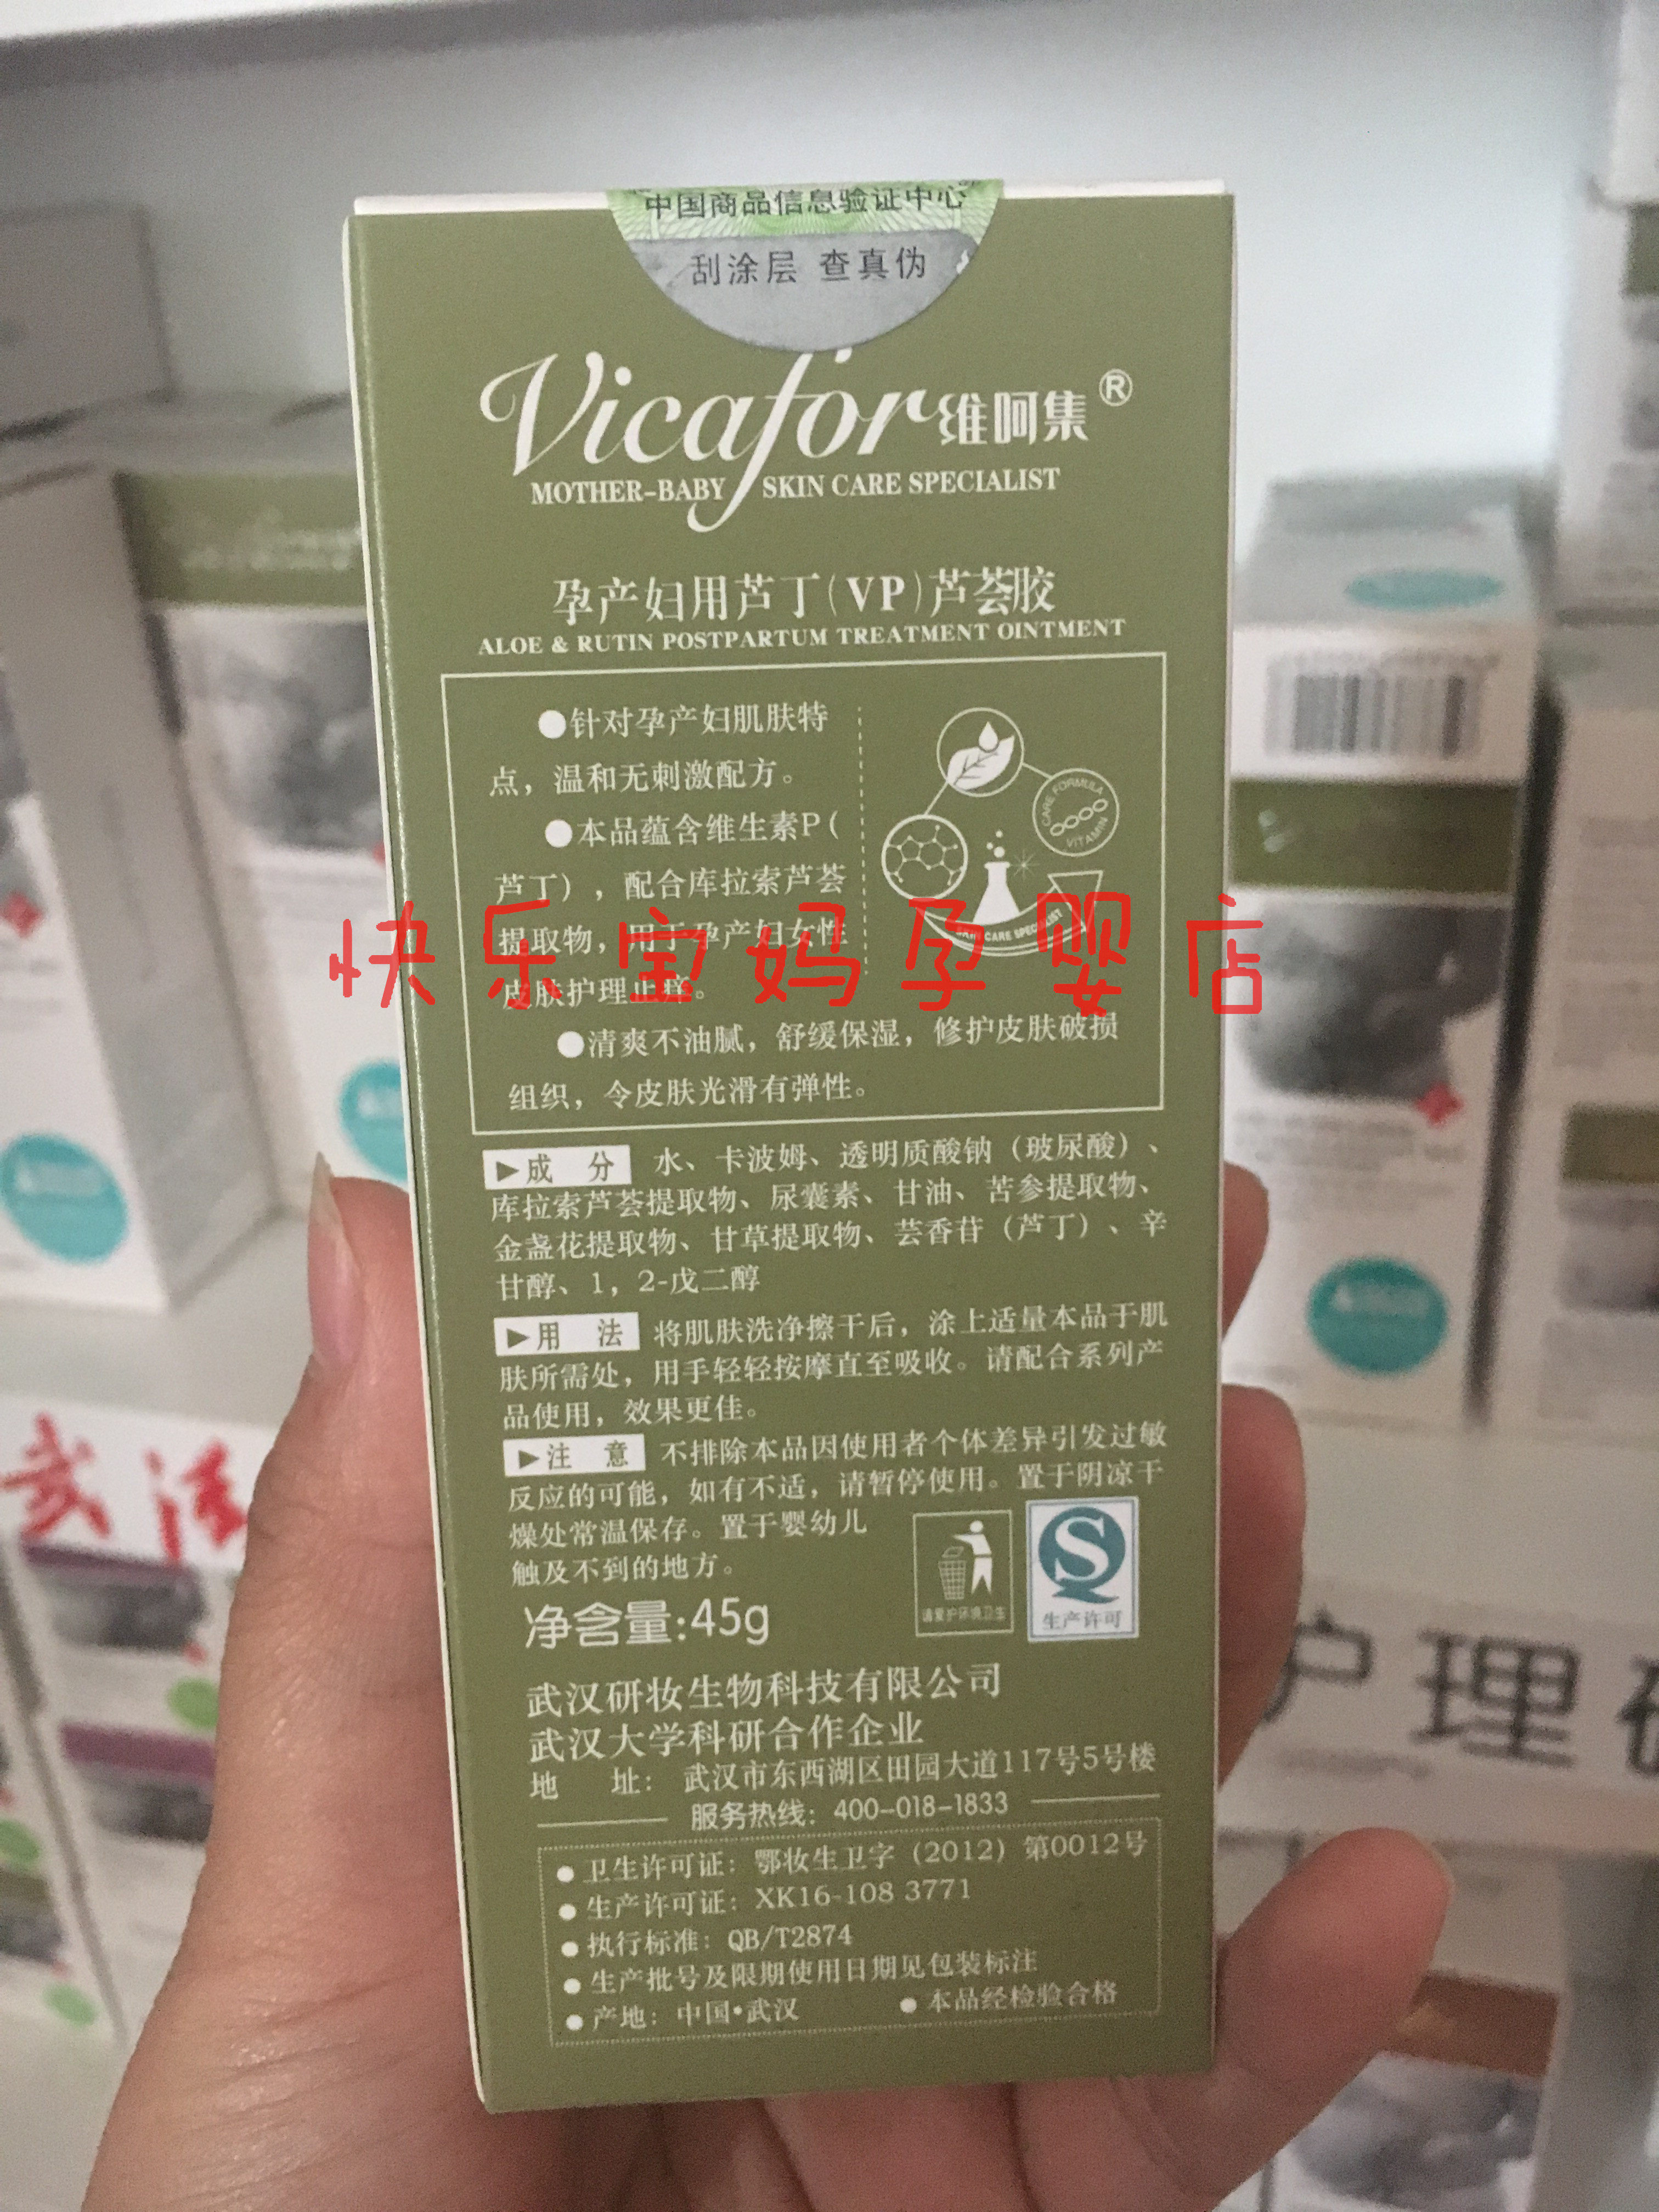 中国商品信息验证中心
刮涂层 查真伪
Vicafor维呵集®
MOTHER-BABY SKIN CARE SPECIALIST
孕产妇用芦丁(VP)芦荟胶
ALOE & RUTIN POSTPARTUM TREATMENT OINTMENT
●针对孕产妇肌肤特
点，温和无刺激配方。
●本品蕴含维生素P(
芦丁)，配合库拉索芦荟
提取物，用于孕产妇女性
皮肤护理止痒。
●清爽不油腻，舒缓保湿，修护皮肤破损
组织，令皮肤光滑有弹性。
CARE FORMULA
VITAMIN
SKIN CARE SPECIALIST
快乐宝妈孕婴店
▶成 分 水、卡波姆、透明质酸钠（玻尿酸）、
库拉索芦荟提取物、尿囊素、甘油、苦参提取物、
金盏花提取物、甘草提取物、芸香苷（芦丁）、辛
甘醇、1，2-戊二醇
▶用 法 将肌肤洗净擦干后，涂上适量本品于肌
肤所需处，用手轻轻按摩直至吸收。请配合系列产
品使用，效果更佳。
▶注 意 不排除本品因使用者个体差异引发过敏
反应的可能，如有不适，请暂停使用。置于阴凉干
燥处常温保存。置于婴幼儿
触及不到的地方。
请爱护环境卫生
生产许可
净含量:45g
武汉研妆生物科技有限公司
武汉大学科研合作企业
地 址：武汉市东西湖区田园大道117号5号楼
服务热线：400-018-1833
●卫生许可证：鄂妆生卫字（2012）第0012号
●生产许可证：XK16-108 3771
●执行标准：QB/T2874
●生产批号及限期使用日期见包装标注
●产地：中国•武汉 ●本品经检验合格
武汉
护理